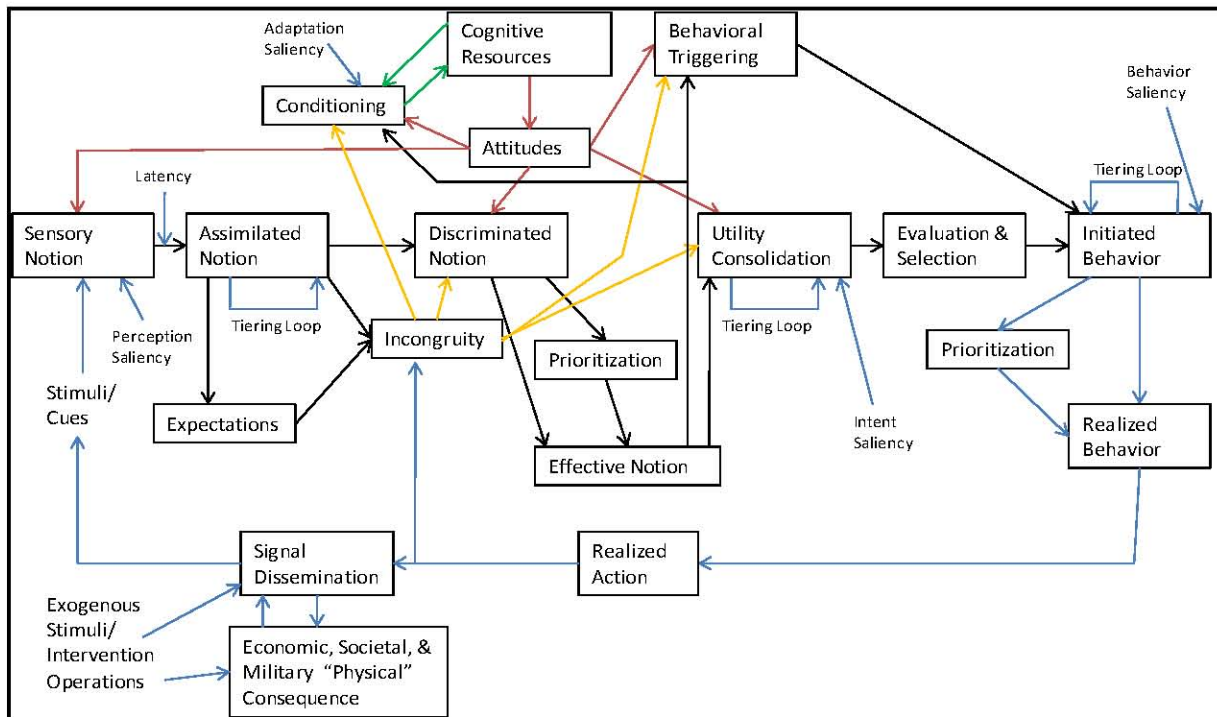 Adaptation
Saliency
Cognitive
Resources
Behavioral
Triggering
Behavior
Saliency
Conditioning
Attitudes
Latency
Tiering Loop
Sensory
Notion
Assimilated
Notion
Discriminated
Notion
Utility
Consolidation
Evaluation &
Selection
Initiated
Behavior
Perception
Saliency
Tiering Loop
Incongruity
Tiering Loop
Prioritization
Prioritization
Stimuli/
Cues
Expectations
Intent
Saliency
Realized
Behavior
Effective Notion
Signal
Dissemination
Realized
Action
Exogenous
Stimuli/
Intervention
Operations
Economic, Societal, &
Military "Physical"
Consequence